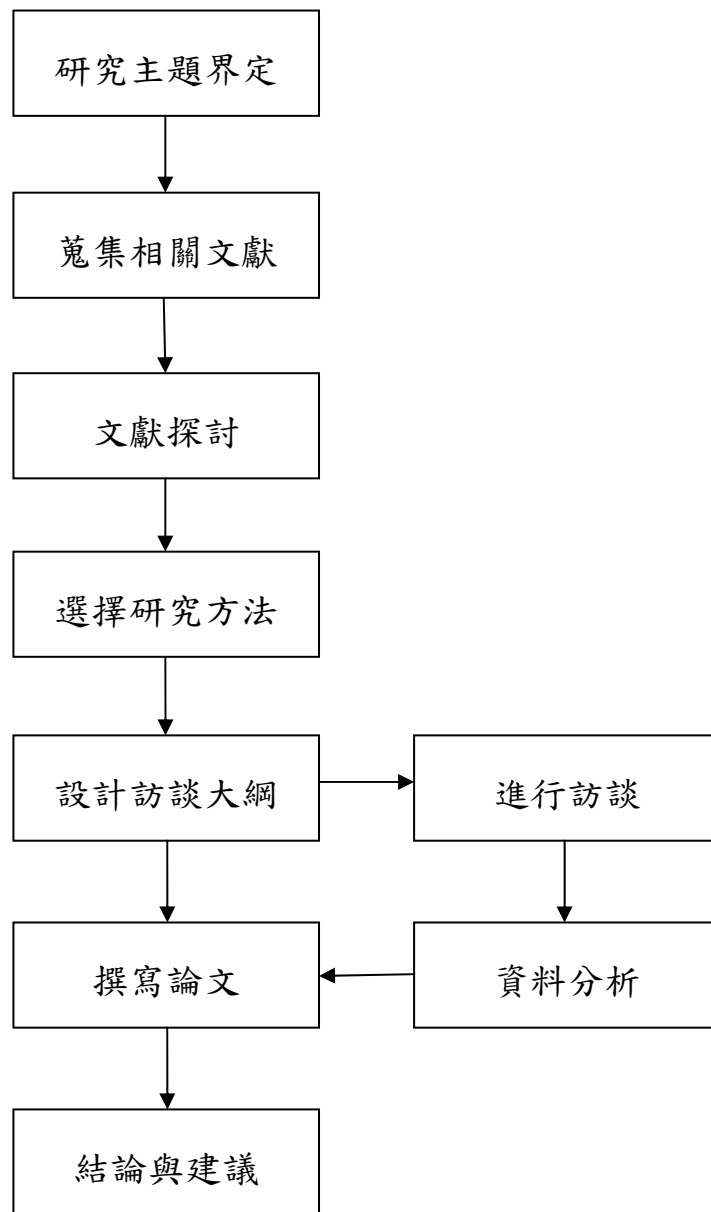 研究主題界定
蒐集相關文獻
文獻探討
選擇研究方法
設計訪談大綱
進行訪談
撰寫論文
資料分析
結論與建議